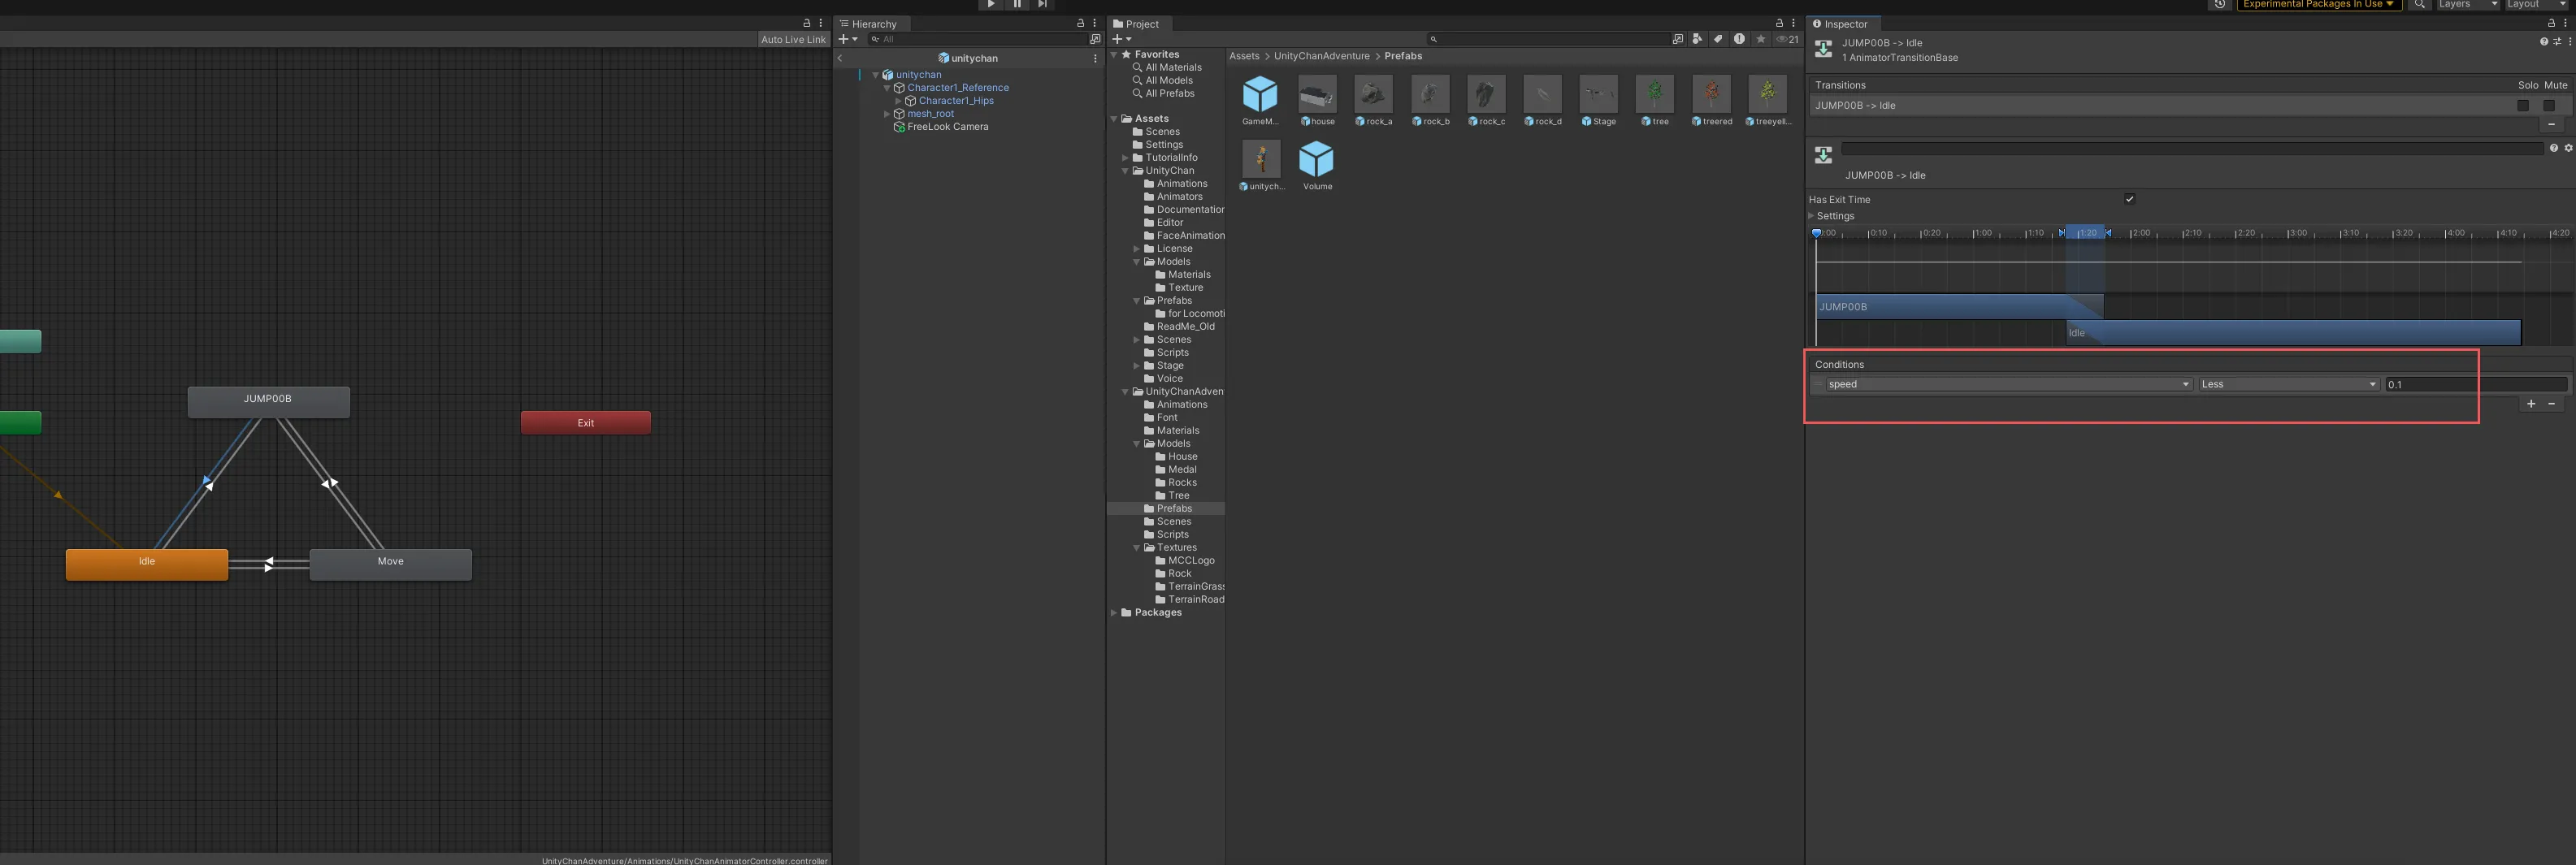 Experimental Packages In Use
Layers
Layout
Auto Live Link
JUMP00B
Exit
Idle
Move
UnityChanAdventure/Animations/UnityChanAnimatorController.controller
Hierarchy
All
unitychan
unitychan
Character1_Reference
Character1_Hips
mesh_root
FreeLook Camera
Project
21
Favorites
All Materials
All Models
All Prefabs
Assets
Scenes
Settings
TutorialInfo
UnityChan
Animations
Animators
Documentation
Editor
FaceAnimation
License
Models
Materials
Texture
Prefabs
for Locomoti
ReadMe_Old
Scenes
Scripts
Stage
Voice
UnityChanAdven
Animations
Font
Materials
Models
House
Medal
Rocks
Tree
Prefabs
Scenes
Scripts
Textures
MCCLogo
Rock
TerrainGrass
TerrainRoad
Packages
Assets > UnityChanAdventure > Prefabs
GameM... house rock_a rock_b rock_c rock_d Stage tree treered treeyell...
unitych... Volume
Inspector
JUMP00B -> Idle
1 AnimatorTransitionBase
Transitions Solo Mute
JUMP00B -> Idle
JUMP00B -> Idle
Has Exit Time
Settings
:00 0:10 0:20 1:00 1:10 1:20 2:00 2:10 2:20 3:00 3:10 3:20 4:00 4:10 4:20
JUMP00B
Idle
Conditions
speed Less 0.1